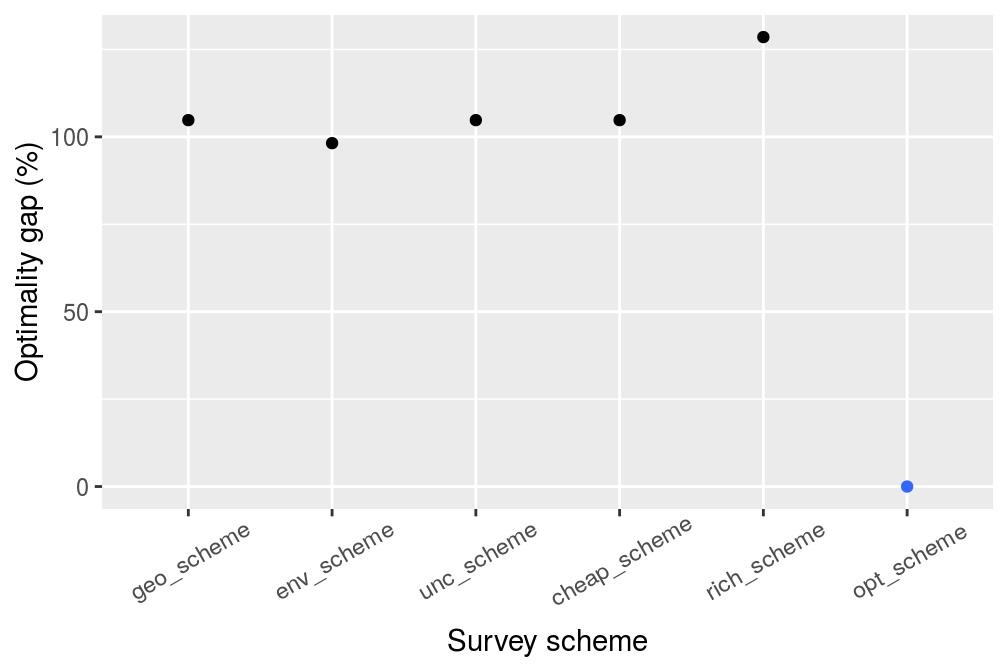 Optimality gap (%)
100
50
0
geo_scheme
env_scheme
unc_scheme
cheap_scheme
rich_scheme
opt_scheme
Survey scheme